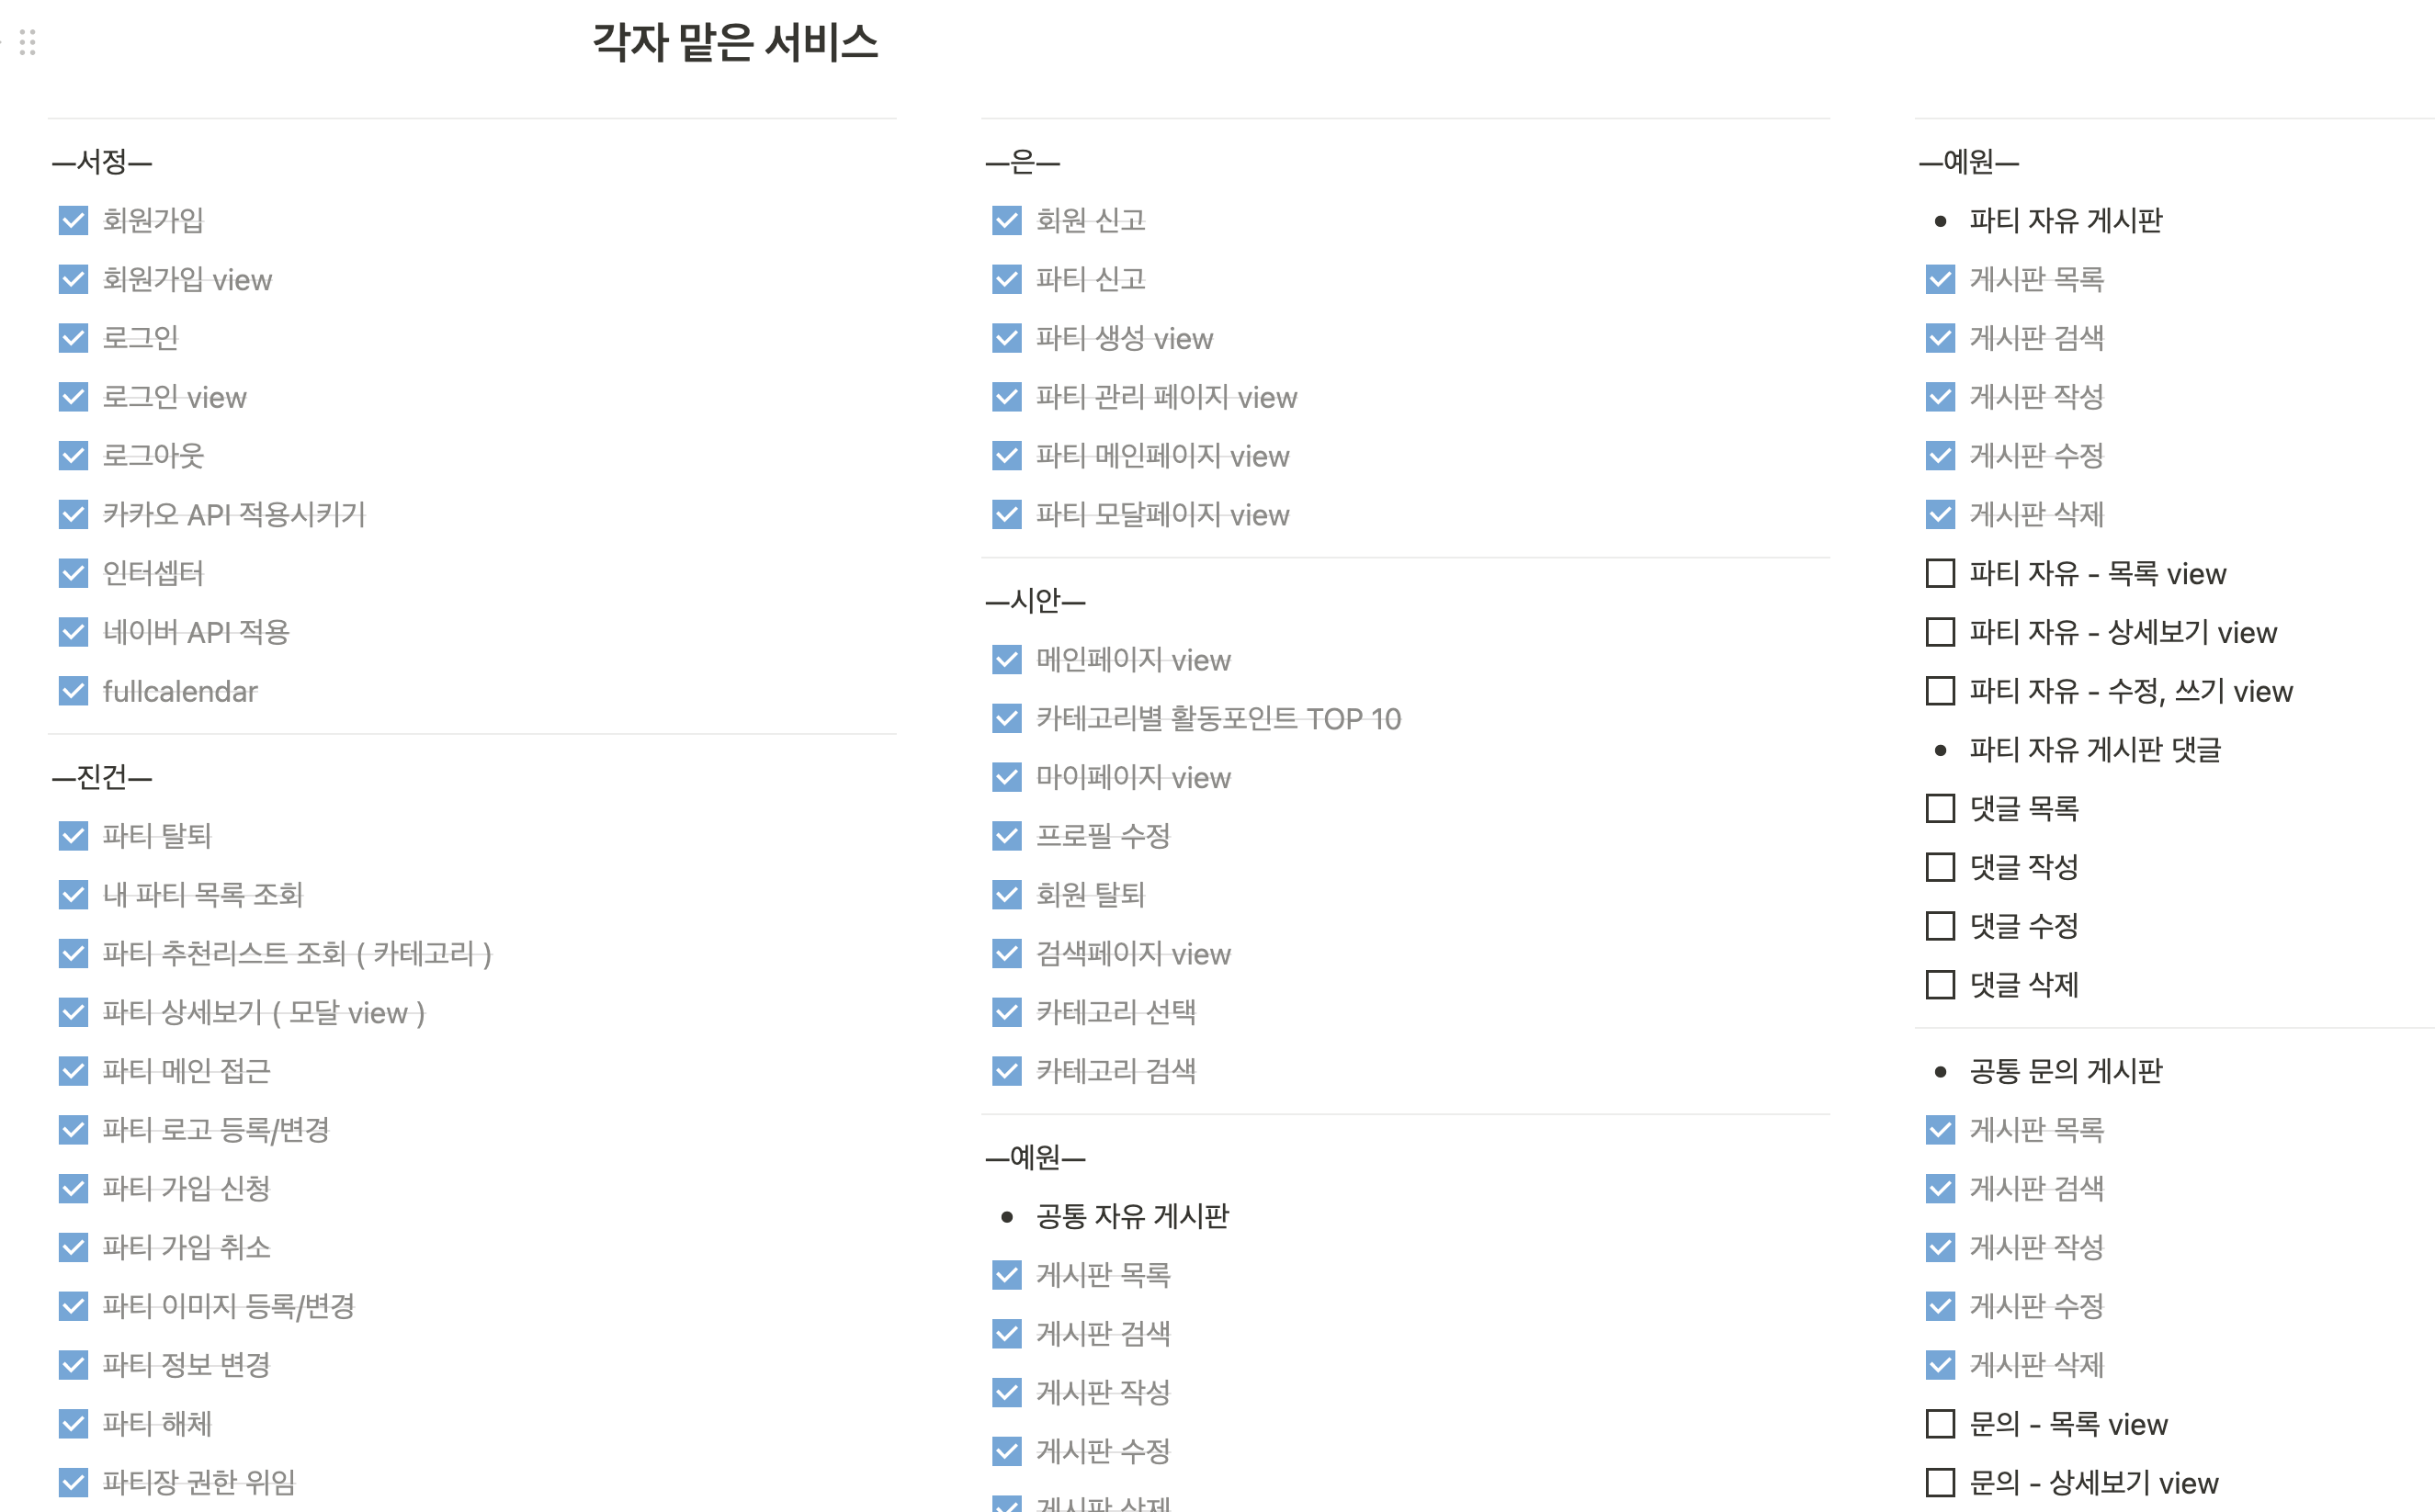 각자 맡은 서비스
—서정—
회원가입
회원가입 view
로그인
로그인 view
로그아웃
카카오 API 적용시키기
인터셉터
네이버 API 적용
fullcalendar
—진건—
파티 탈퇴
내 파티 목록 조회
파티 추천리스트 조회 ( 카테고리 )
파티 상세보기 ( 모달 view )
파티 메인 접근
파티 로고 등록/변경
파티 가입 신청
파티 가입 취소
파티 이미지 등록/변경
파티 정보 변경
파티 해체
파티장 권한 위임
—은—
회원 신고
파티 신고
파티 생성 view
파티 관리 페이지 view
파티 메인페이지 view
파티 모달페이지 view
—시안—
메인페이지 view
카테고리별 활동포인트 TOP 10
마이페이지 view
프로필 수정
회원 탈퇴
검색페이지 view
카테고리 선택
카테고리 검색
—예원—
공통 자유 게시판
게시판 목록
게시판 검색
게시판 작성
게시판 수정
게시판 삭제
—예원—
파티 자유 게시판
게시판 목록
게시판 검색
게시판 작성
게시판 수정
게시판 삭제
파티 자유 - 목록 view
파티 자유 - 상세보기 view
파티 자유 - 수정, 쓰기 view
파티 자유 게시판 댓글
댓글 목록
댓글 작성
댓글 수정
댓글 삭제
공통 문의 게시판
게시판 목록
게시판 검색
게시판 작성
게시판 수정
게시판 삭제
문의 - 목록 view
문의 - 상세보기 view